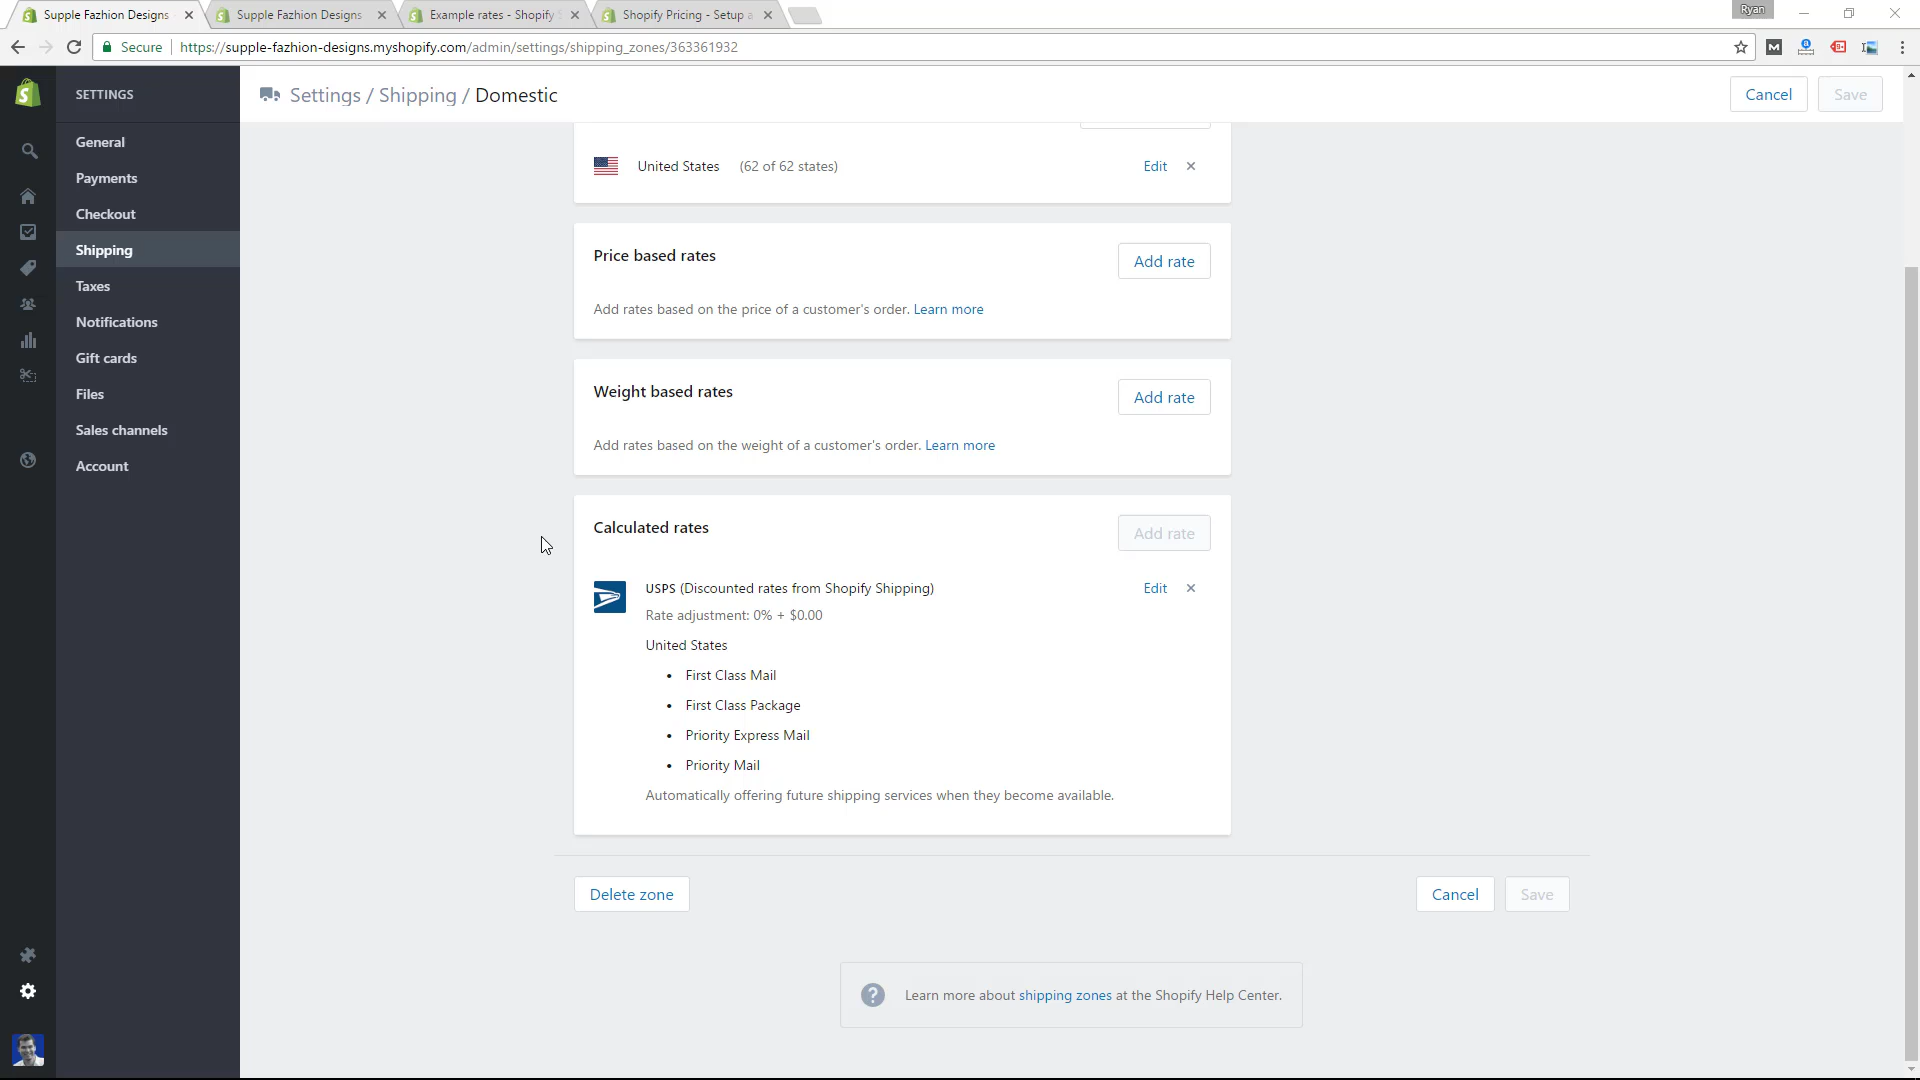 Supple Fazhion Designs
Supple Fazhion Designs
Example rates - Shopify
Shopify Pricing - Setup a
Ryan
Secure
https://supple-fazhion-designs.myshopify.com/admin/settings/shipping_zones/363361932
SETTINGS
Settings / Shipping / Domestic
Cancel
Save
General
Payments
Checkout
Shipping
Taxes
Notifications
Gift cards
Files
Sales channels
Account
United States (62 of 62 states)
Edit
Price based rates
Add rate
Add rates based on the price of a customer's order. Learn more
Weight based rates
Add rate
Add rates based on the weight of a customer's order. Learn more
Calculated rates
Add rate
USPS (Discounted rates from Shopify Shipping)
Edit
Rate adjustment: 0% + $0.00
United States
• First Class Mail
• First Class Package
• Priority Express Mail
• Priority Mail
Automatically offering future shipping services when they become available.
Delete zone
Cancel
Save
? Learn more about shipping zones at the Shopify Help Center.